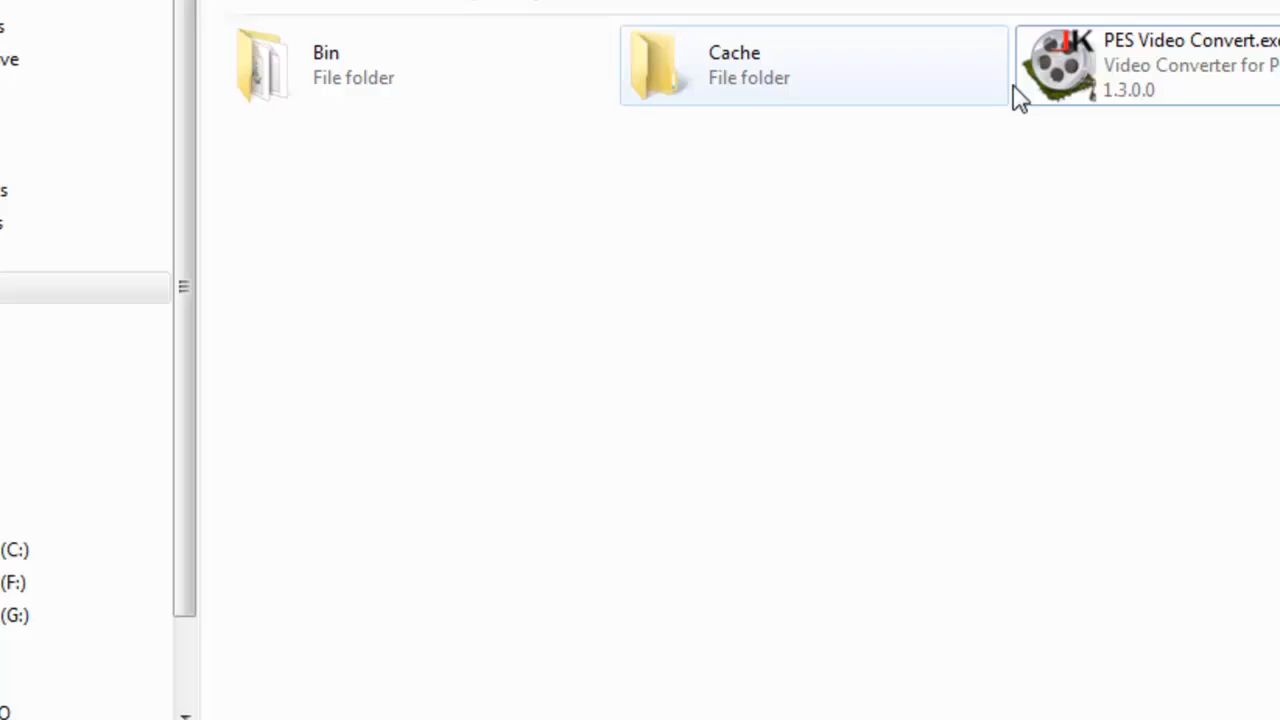 Bin
File folder
Cache
File folder
JK
PES Video Convert.exe
Video Converter for P
1.3.0.0
s
ve
s
s
(C:)
(F:)
(G:)
O